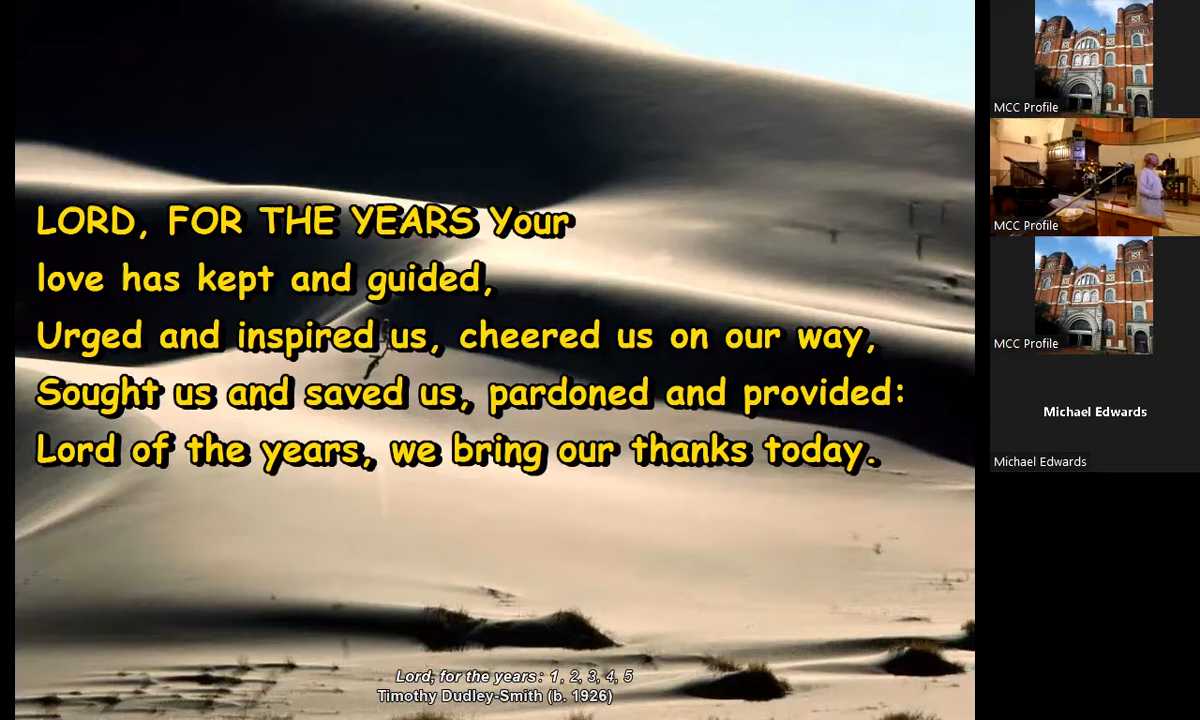 LORD, FOR THE YEARS Your
love has kept and guided,
Urged and inspired us, cheered us on our way,
Sought us and saved us, pardoned and provided:
Lord of the years, we bring our thanks today.
Lord, for the years: 1, 2, 3, 4, 5
Timothy Dudley-Smith (b. 1926)
MCC Profile
MCC Profile
MCC Profile
Michael Edwards
Michael Edwards